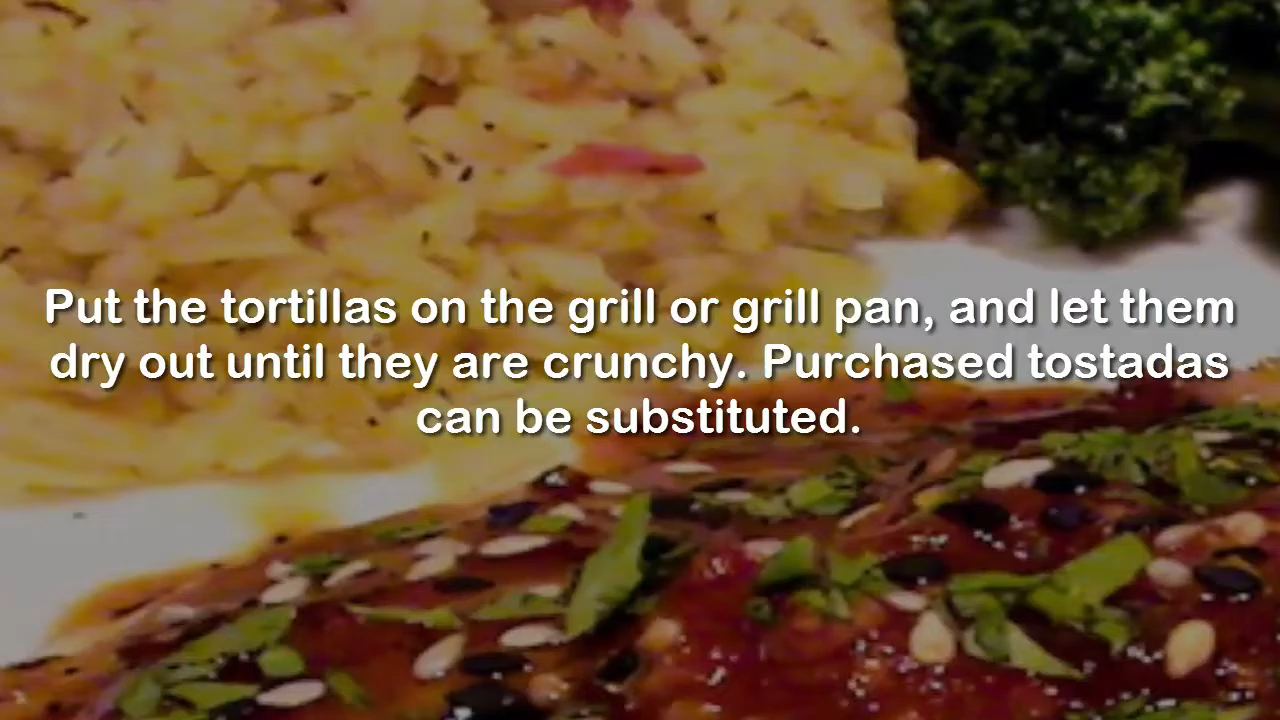 Put the tortillas on the grill or grill pan, and let them
dry out until they are crunchy. Purchased tostadas
can be substituted.